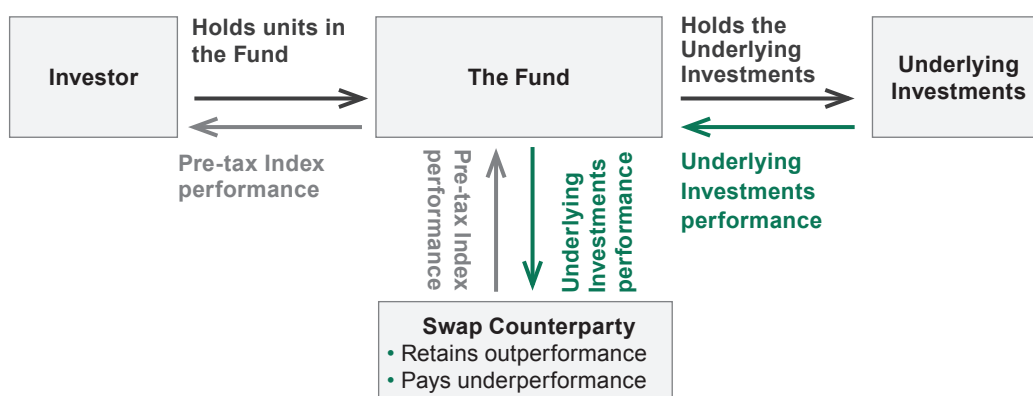 Holds units in
the Fund
Holds the
Underlying
Investments
Investor
The Fund
Underlying
Investments
Pre-tax Index
performance
Pre-tax Index
performance
Underlying
Investments
performance
Underlying
Investments
performance
Swap Counterparty
• Retains outperformance
• Pays underperformance